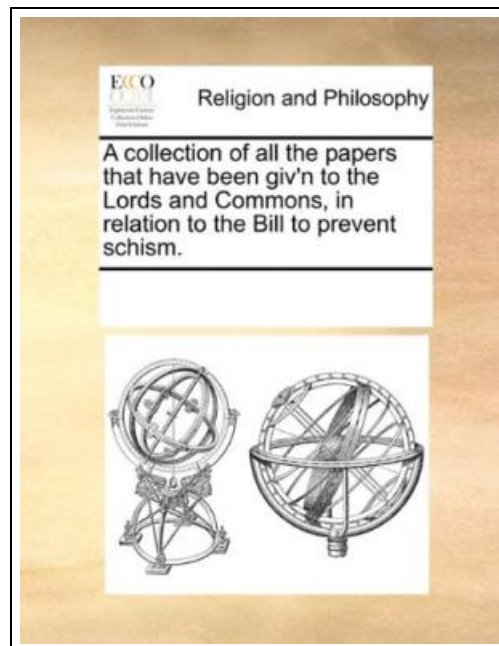 ECCO
Religion and Philosophy
A collection of all the papers
that have been giv'n to the
Lords and Commons, in
relation to the Bill to prevent
schism.